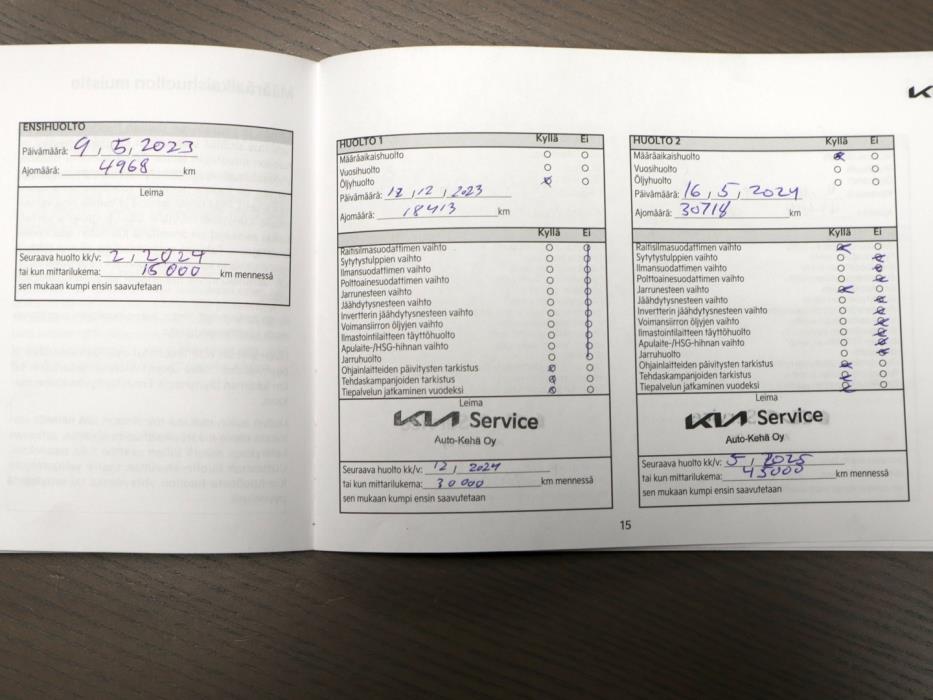 ENSIHUOLTO
Päivämäärä: 9, 5, 2023
Ajomäärä: 4968 km
Leima
Seuraava huolto kk/v: 2, 2024
tai kun mittarilukema: 15 000 km mennessä
sen mukaan kumpi ensin saavutetaan
HUOLTO 1 Kyllä Ei
Määräaikaishuolto
Vuosihuolto
Öljyhuolto
Päivämäärä: 12, 12, 2023
Ajomäärä: 18413 km
Kyllä Ei
Raitisilmasuodattimen vaihto
Sytytystulppien vaihto
Ilmansuodattimen vaihto
Polttoainesuodattimen vaihto
Jarrunesteen vaihto
Jäähdytysnesteen vaihto
Invertterin jäähdytysnesteen vaihto
Voimansiirron öljyjen vaihto
Ilmastointilaitteen täyttöhuolto
Apulaite-/HSG-hihnan vaihto
Jarruhuolto
Ohjainlaitteiden päivitysten tarkistus
Tehdaskampanjoiden tarkistus
Tiepalvelun jatkaminen vuodeksi
Leima
KIA Service
Auto-Kehä Oy
Seuraava huolto kk/v: 12, 2024
tai kun mittarilukema: 30 000 km mennessä
sen mukaan kumpi ensin saavutetaan
HUOLTO 2 Kyllä Ei
Määräaikaishuolto
Vuosihuolto
Öljyhuolto
Päivämäärä: 16, 5, 2024
Ajomäärä: 30718 km
Kyllä Ei
Raitisilmasuodattimen vaihto
Sytytystulppien vaihto
Ilmansuodattimen vaihto
Polttoainesuodattimen vaihto
Jarrunesteen vaihto
Jäähdytysnesteen vaihto
Invertterin jäähdytysnesteen vaihto
Voimansiirron öljyjen vaihto
Ilmastointilaitteen täyttöhuolto
Apulaite-/HSG-hihnan vaihto
Jarruhuolto
Ohjainlaitteiden päivitysten tarkistus
Tehdaskampanjoiden tarkistus
Tiepalvelun jatkaminen vuodeksi
Leima
KIA Service
Auto-Kehä Oy
Seuraava huolto kk/v: 5, 2025
tai kun mittarilukema: 45000 km mennessä
sen mukaan kumpi ensin saavutetaan
15